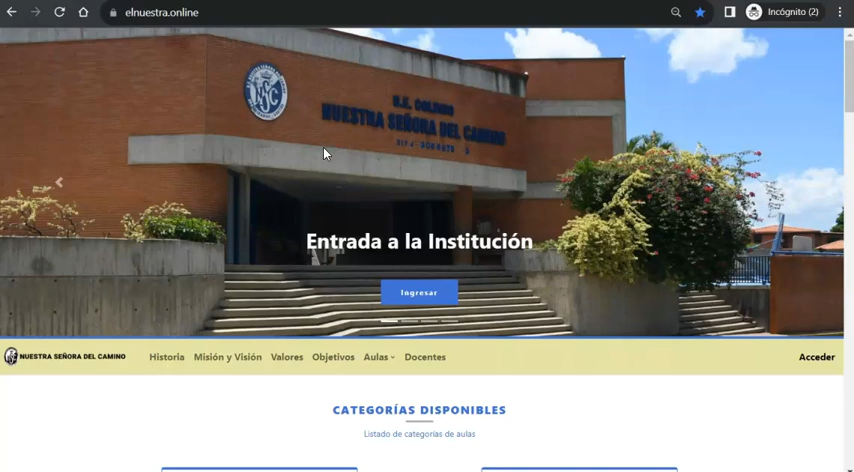 elnuestra.online
Incógnito (2)
U.E. COLEGIO
NUESTRA SEÑORA DEL CAMINO
Entrada a la Institución
Ingresar
NUESTRA SEÑORA DEL CAMINO
Historia Misión y Visión Valores Objetivos Aulas Docentes
Acceder
CATEGORÍAS DISPONIBLES
Listado de categorías de aulas